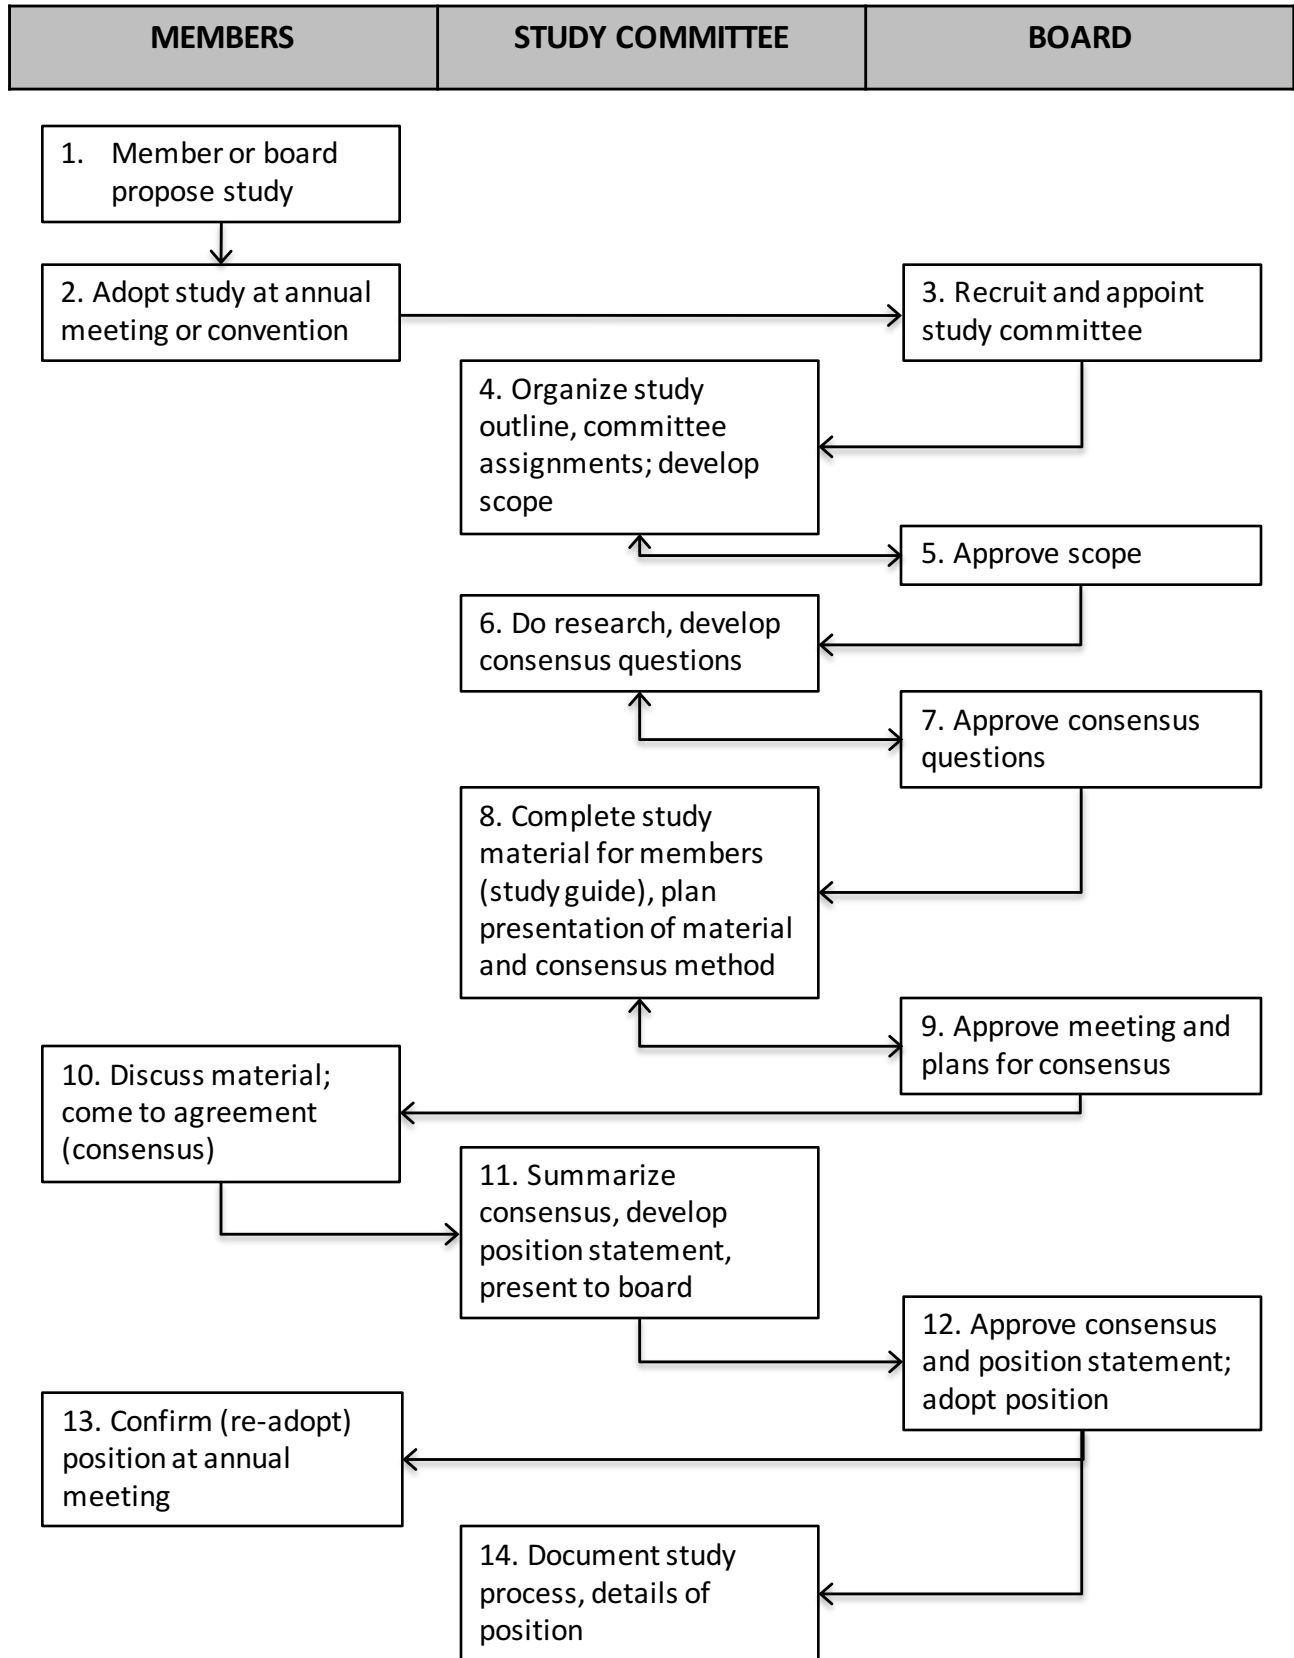 MEMBERS
STUDY COMMITTEE
BOARD
1. Member or board
propose study
2. Adopt study at annual
meeting or convention
3. Recruit and appoint
study committee
4. Organize study
outline, committee
assignments; develop
scope
5. Approve scope
6. Do research, develop
consensus questions
7. Approve consensus
questions
8. Complete study
material for members
(study guide), plan
presentation of material
and consensus method
9. Approve meeting and
plans for consensus
10. Discuss material;
come to agreement
(consensus)
11. Summarize
consensus, develop
position statement,
present to board
12. Approve consensus
and position statement;
adopt position
13. Confirm (re-adopt)
position at annual
meeting
14. Document study
process, details of
position